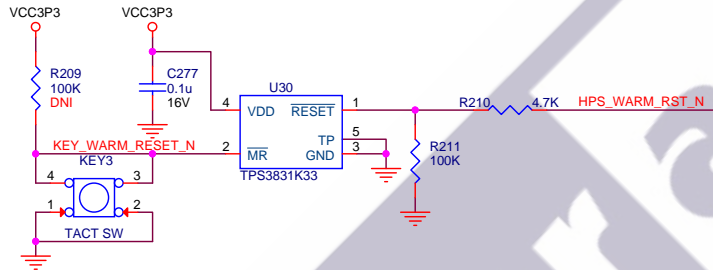 VCC3P3 VCC3P3
R209
100K
DNI
C277
0.1u
16V
U30
4 VDD RESET 1
R210 4.7K HPS_WARM_RST_N
TP 5
KEY_WARM_RESET_N 2 MR GND 3
R211
100K
KEY3
TPS3831K33
4 3
1 2
TACT SW